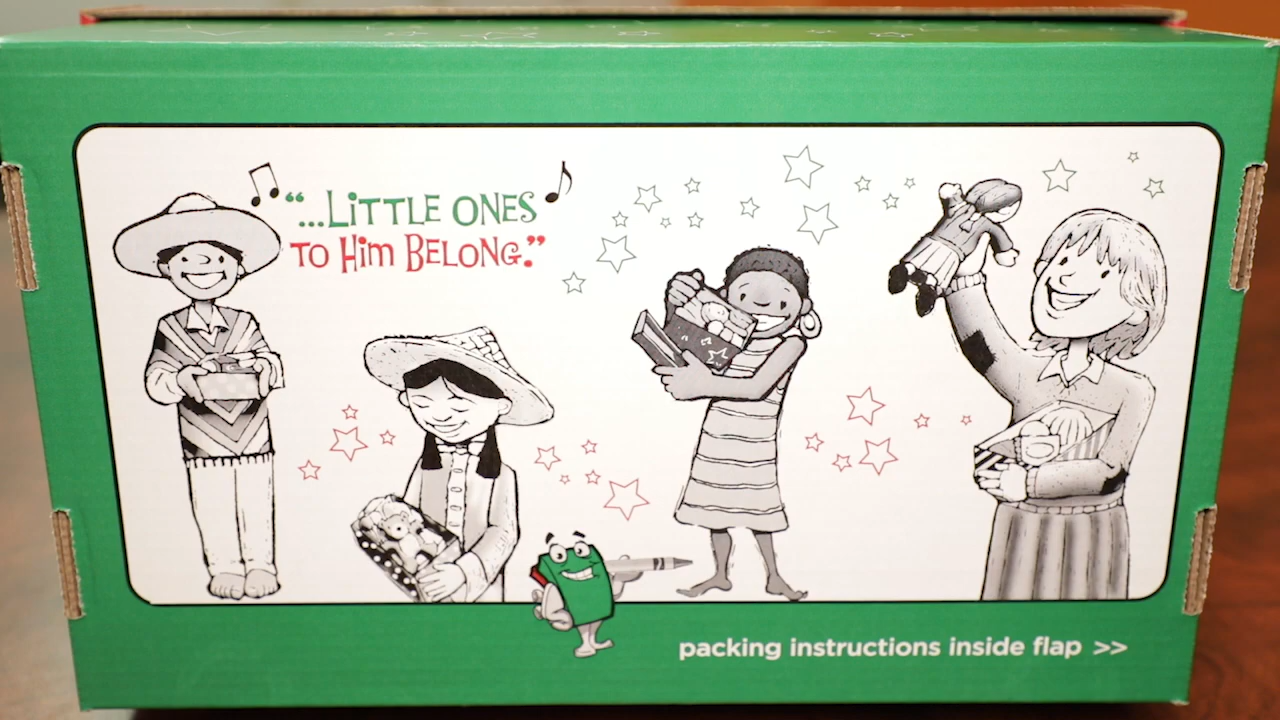 “...LiTTLE ONES
TO Him BELONG.”
packing instructions inside flap >>